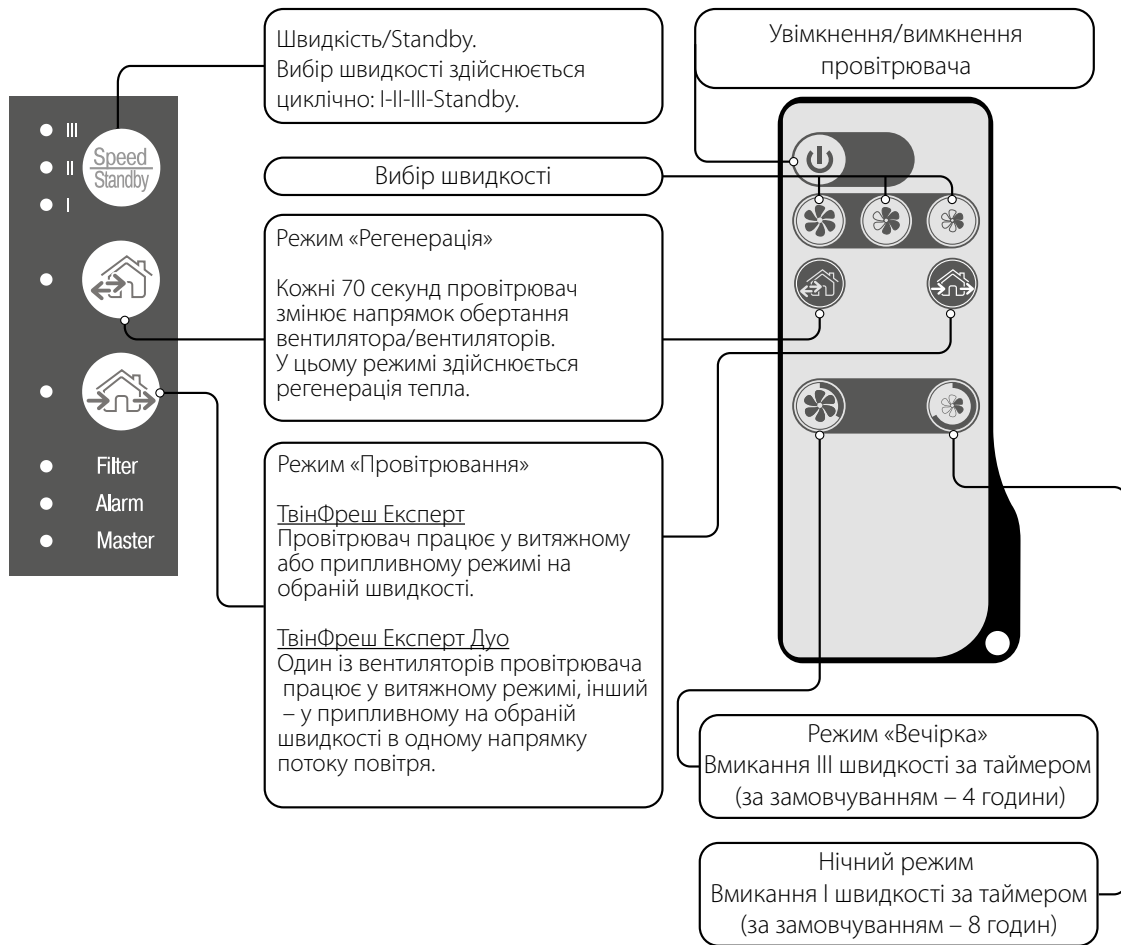 Швидкість/Standby.
Вибір швидкості здійснюється
циклічно: I-II-III-Standby.
Увімкнення/вимкнення
провітрювача
III
II
I
Speed
Standby
Вибір швидкості
Режим «Регенерація»
Кожні 70 секунд провітрювач
змінює напрямок обертання
вентилятора/вентиляторів.
У цьому режимі здійснюється
регенерація тепла.
Filter
Alarm
Master
Режим «Провітрювання»
ТвінФреш Експерт
Провітрювач працює у витяжному
або припливному режимі на
обраній швидкості.
ТвінФреш Експерт Дуо
Один із вентиляторів провітрювача
працює у витяжному режимі, інший
– у припливному на обраній
швидкості в одному напрямку
потоку повітря.
Режим «Вечірка»
Вмикання III швидкості за таймером
(за замовчуванням – 4 години)
Нічний режим
Вмикання I швидкості за таймером
(за замовчуванням – 8 годин)